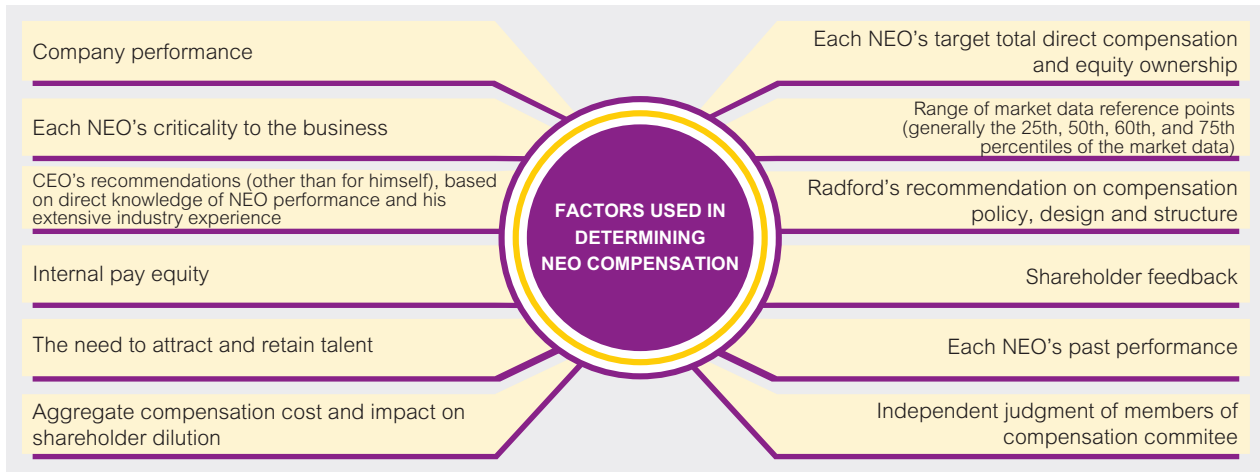 Company performance
Each NEO's criticality to the business
CEO's recommendations (other than for himself), based
on direct knowledge of NEO performance and his
extensive industry experience
Internal pay equity
The need to attract and retain talent
Aggregate compensation cost and impact on
shareholder dilution
FACTORS USED IN
DETERMINING
NEO COMPENSATION
Each NEO's target total direct compensation
and equity ownership
Range of market data reference points
(generally the 25th, 50th, 60th, and 75th
percentiles of the market data)
Radford's recommendation on compensation
policy, design and structure
Shareholder feedback
Each NEO's past performance
Independent judgment of members of
compensation commitee